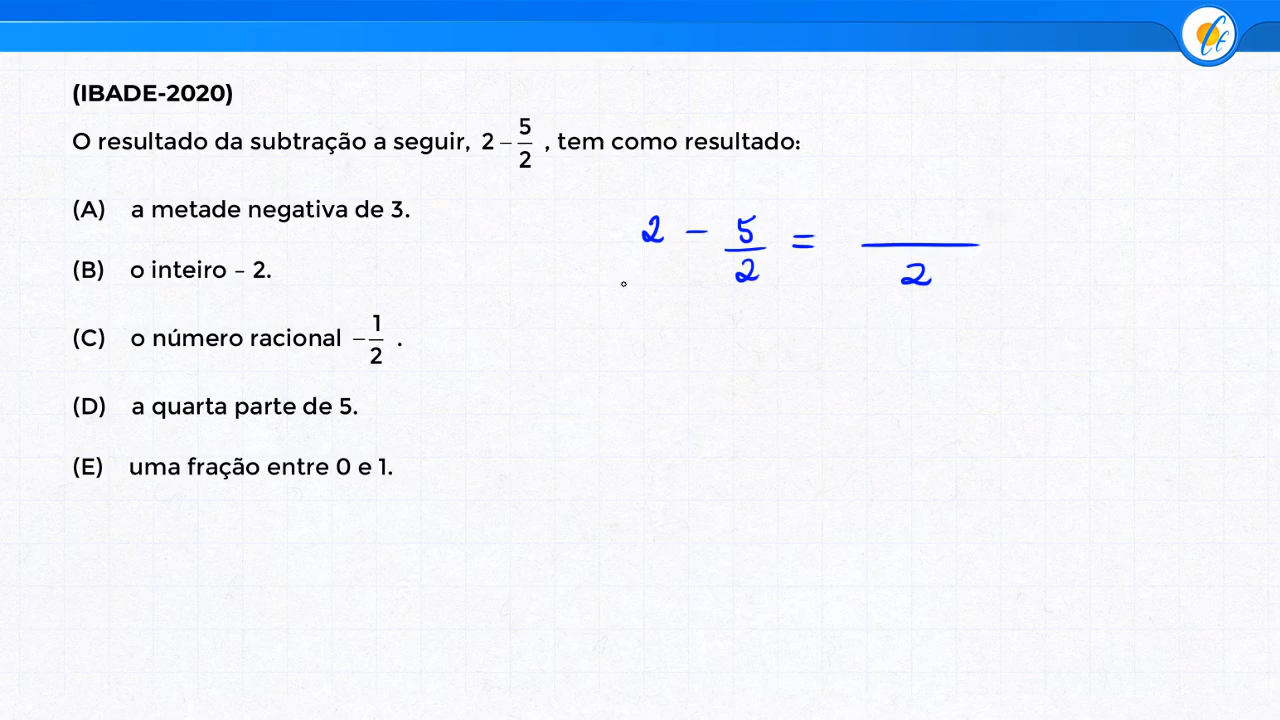 (IBADE-2020)
O resultado da subtração a seguir, 2 – 5/2 , tem como resultado:
(A) a metade negativa de 3.
2 - 5/2 = /2
(B) o inteiro – 2.
(C) o número racional –1/2 .
(D) a quarta parte de 5.
(E) uma fração entre 0 e 1.